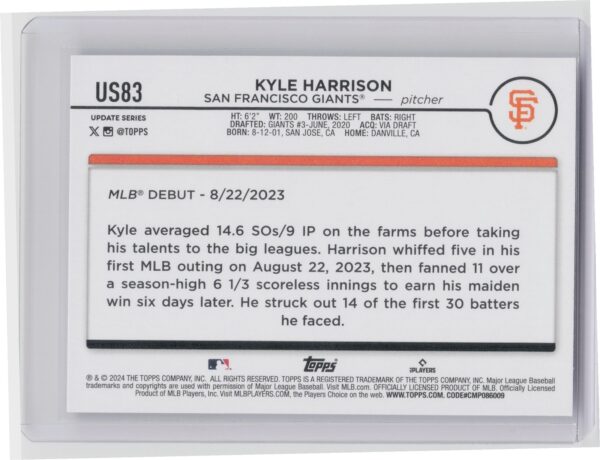 US83
KYLE HARRISON
SAN FRANCISCO GIANTS® — pitcher
SF
UPDATE SERIES
X @TOPPS
HT: 6'2" WT: 200 THROWS: LEFT BATS: RIGHT
DRAFTED: GIANTS #3-JUNE, 2020 ACQ: VIA DRAFT
BORN: 8-12-01, SAN JOSE, CA HOME: DANVILLE, CA
MLB® DEBUT - 8/22/2023
Kyle averaged 14.6 SOs/9 IP on the farms before taking
his talents to the big leagues. Harrison whiffed five in his
first MLB outing on August 22, 2023, then fanned 11 over
a season-high 6 1/3 scoreless innings to earn his maiden
win six days later. He struck out 14 of the first 30 batters
he faced.
Topps
PLAYERS
® & © 2024 THE TOPPS COMPANY, INC. ALL RIGHTS RESERVED. TOPPS IS A REGISTERED TRADEMARK OF THE TOPPS COMPANY, INC. Major League Baseball
trademarks and copyrights are used with permission of Major League Baseball. Visit MLB.com. OFFICIALLY LICENSED PRODUCT OF MLB. Officially Licensed
Product of MLB Players, Inc. Visit MLBPLAYERS.COM, the Players Choice on the web. WWW.TOPPS.COM. CODE#CMP086009